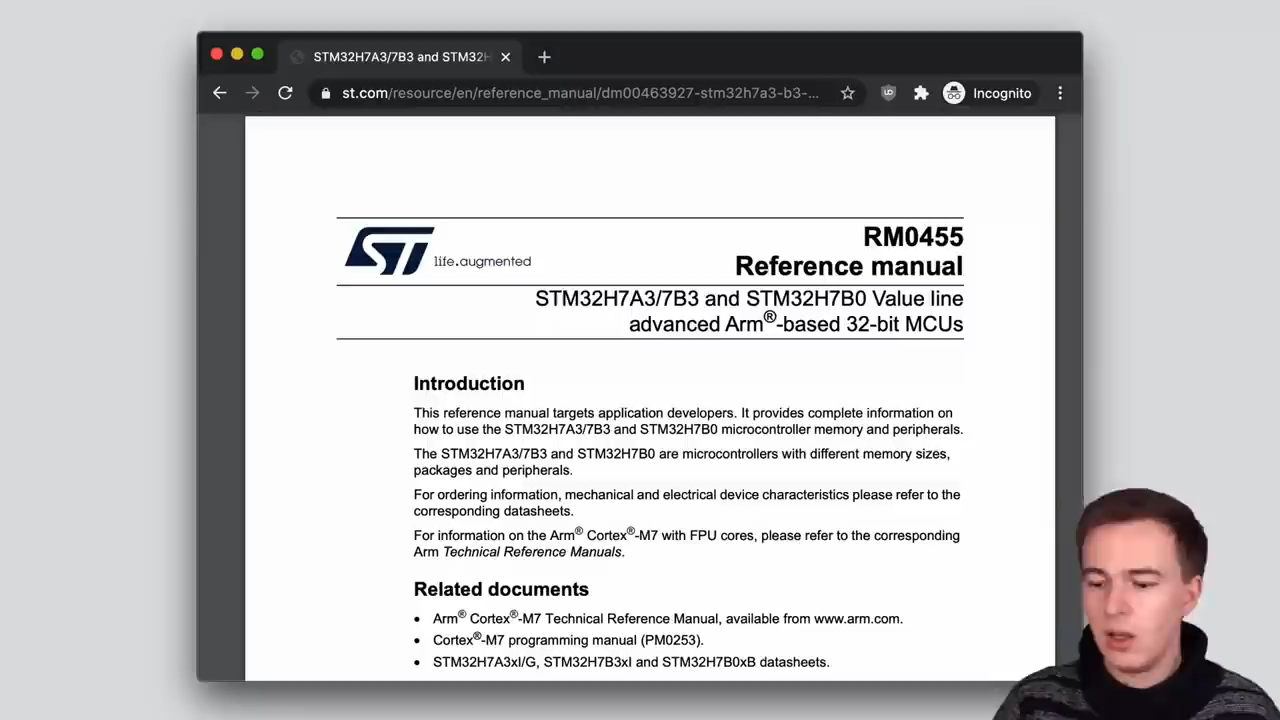 STM32H7A3/7B3 and STM32H
st.com/resource/en/reference_manual/dm00463927-stm32h7a3-b3-...
Incognito
ST life.augmented
RM0455
Reference manual
STM32H7A3/7B3 and STM32H7B0 Value line
advanced Arm®-based 32-bit MCUs
Introduction
This reference manual targets application developers. It provides complete information on
how to use the STM32H7A3/7B3 and STM32H7B0 microcontroller memory and peripherals.
The STM32H7A3/7B3 and STM32H7B0 are microcontrollers with different memory sizes,
packages and peripherals.
For ordering information, mechanical and electrical device characteristics please refer to the
corresponding datasheets.
For information on the Arm® Cortex®-M7 with FPU cores, please refer to the corresponding
Arm Technical Reference Manuals.
Related documents
• Arm® Cortex®-M7 Technical Reference Manual, available from www.arm.com.
• Cortex®-M7 programming manual (PM0253).
• STM32H7A3xI/G, STM32H7B3xI and STM32H7B0xB datasheets.